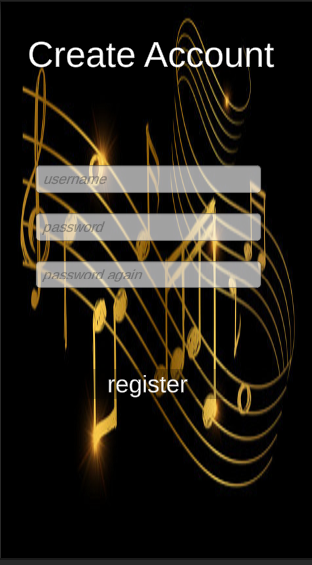 Create Account
username
password
password again
register